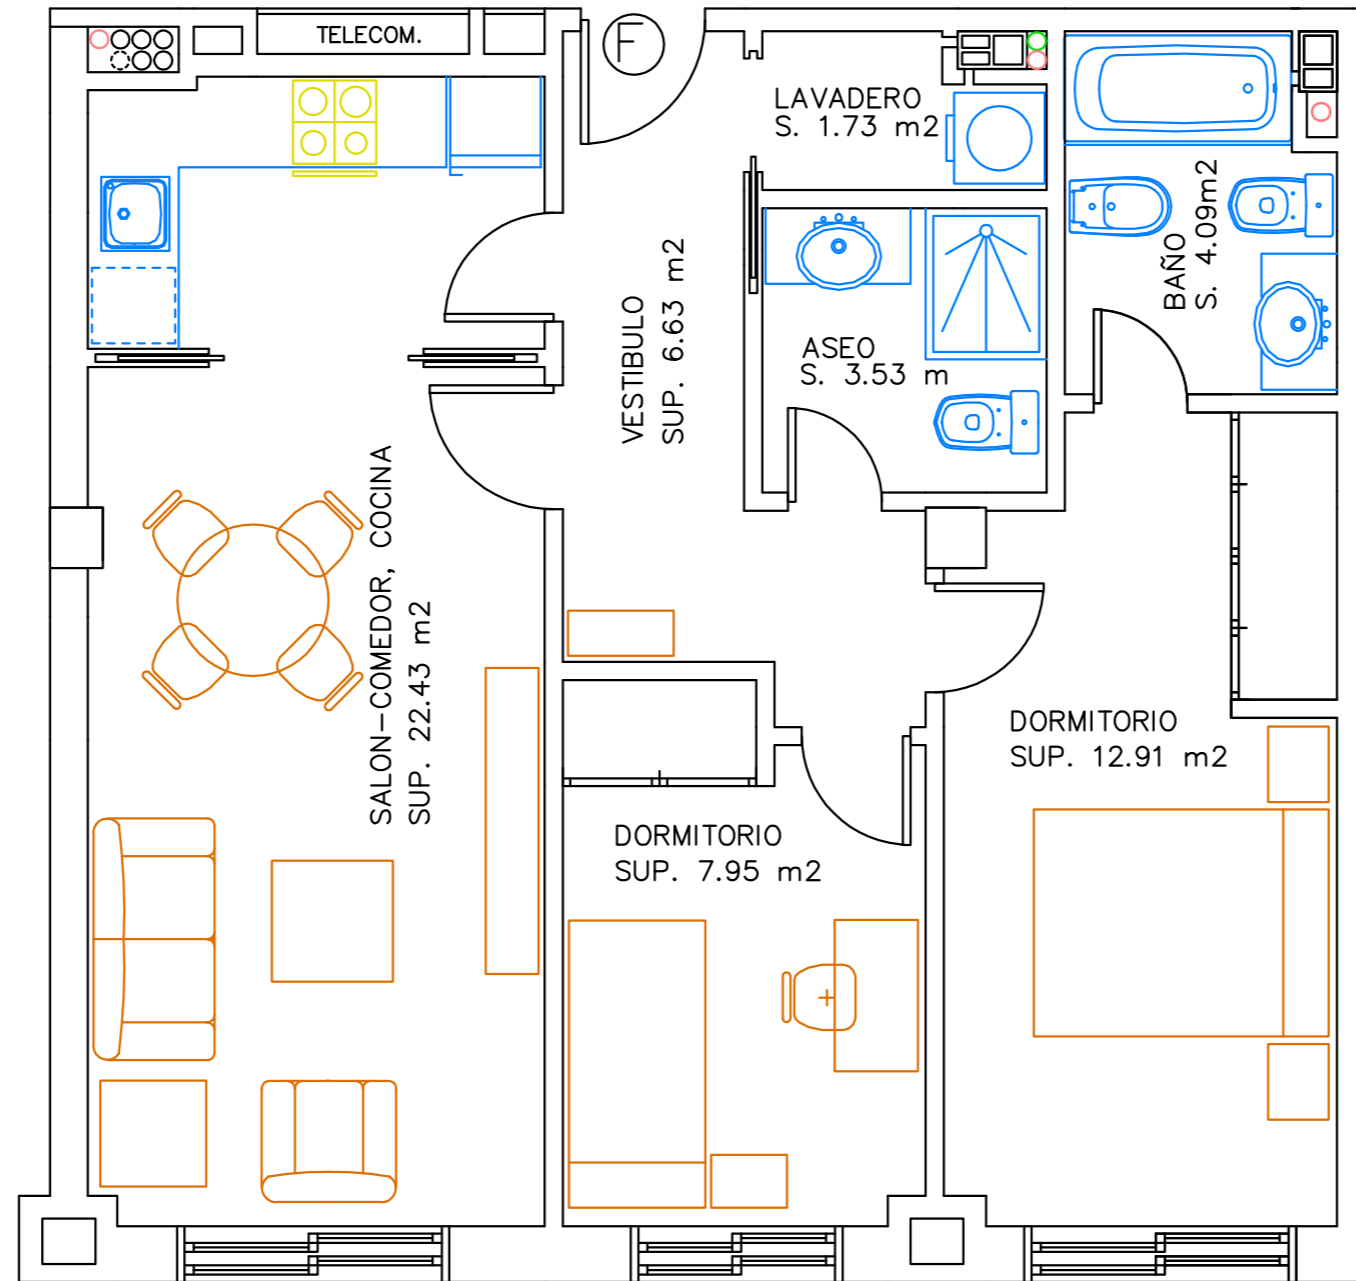 TELECOM.
F
LAVADERO
S. 1.73 m2
BAÑO
S. 4.09m2
VESTIBULO
SUP. 6.63 m2
ASEO
S. 3.53 m
SALON-COMEDOR, COCINA
SUP. 22.43 m2
DORMITORIO
SUP. 12.91 m2
DORMITORIO
SUP. 7.95 m2